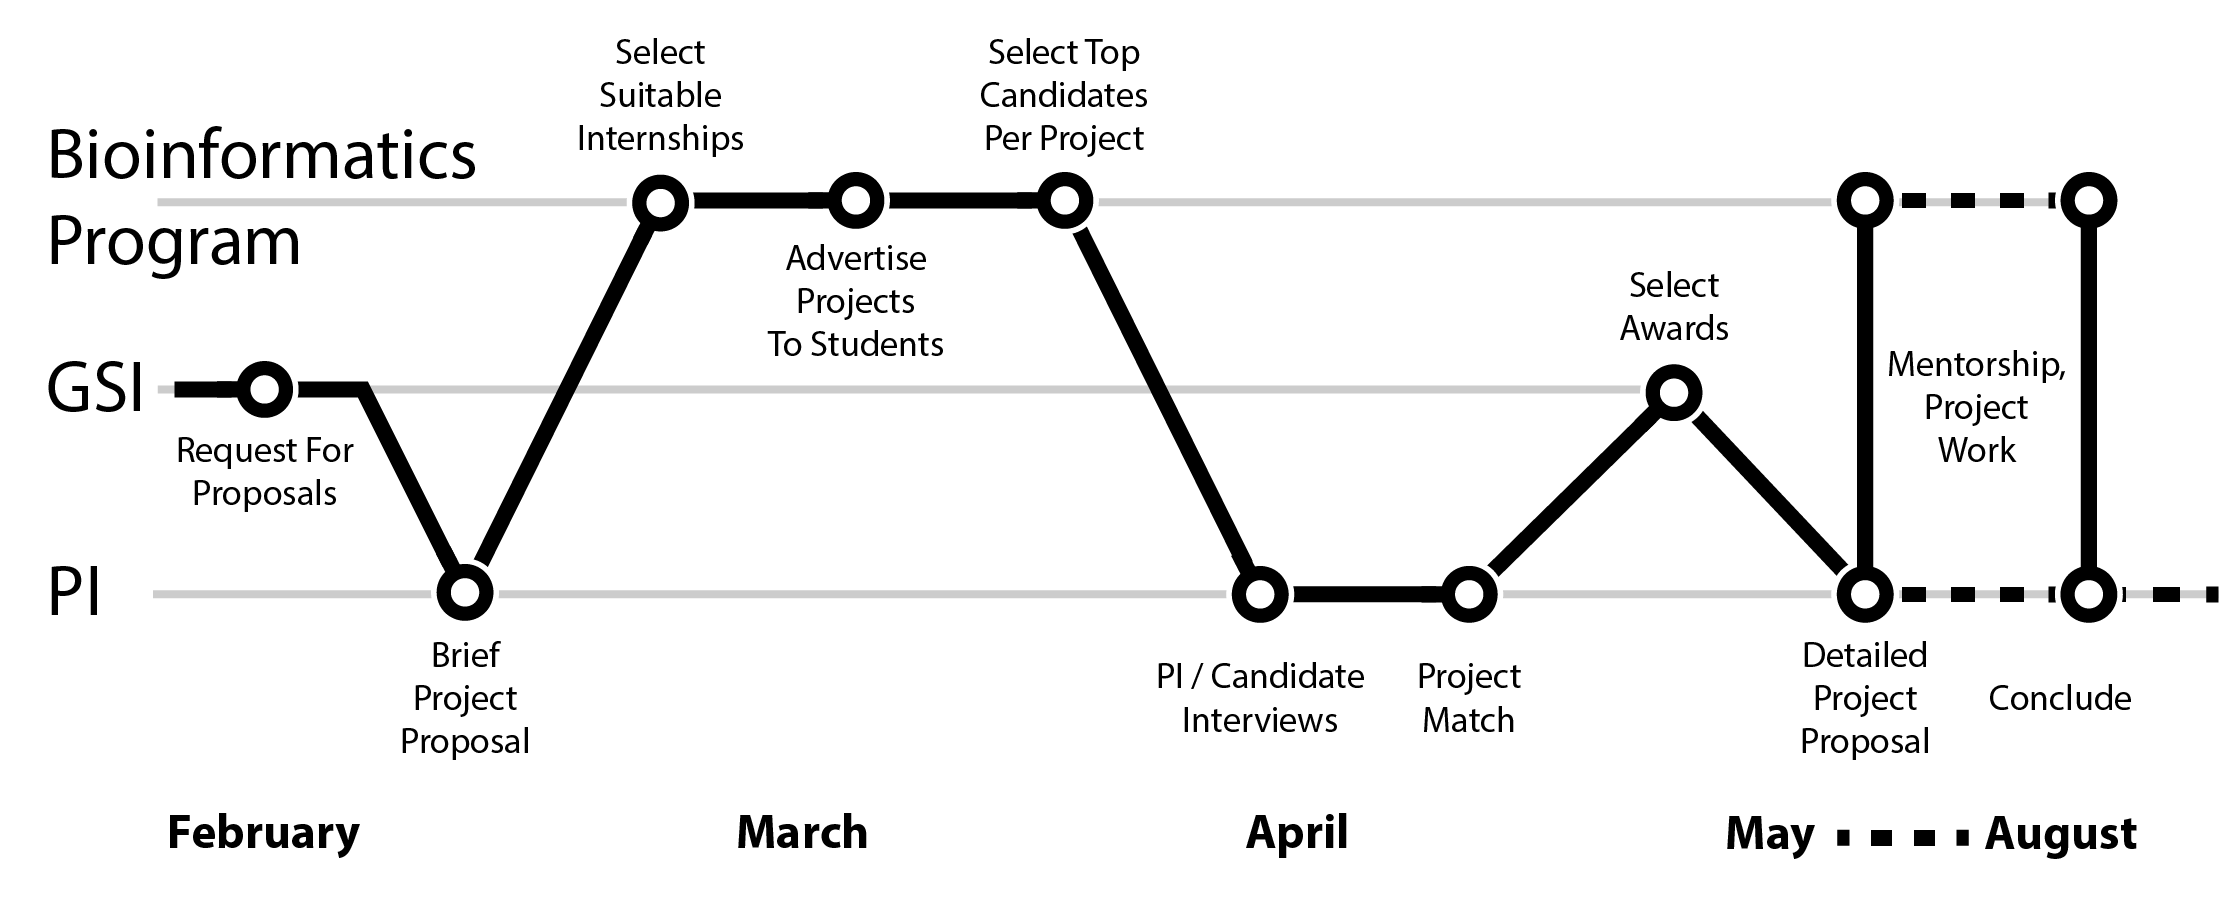 Select
Suitable
Internships
Select Top
Candidates
Per Project
Bioinformatics
Program
Advertise
Projects
To Students
Select
Awards
Mentorship,
Project
Work
GSI
Request For
Proposals
PI
Brief
Project
Proposal
PI / Candidate
Interviews
Project
Match
Detailed
Project
Proposal
Conclude
February
March
April
May
August